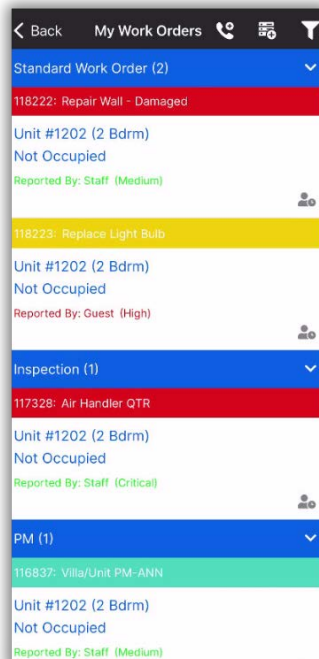 Back My Work Orders
Standard Work Order (2)
118222: Repair Wall - Damaged
Unit #1202 (2 Bdrm)
Not Occupied
Reported By: Staff (Medium)
118223: Replace Light Bulb
Unit #1202 (2 Bdrm)
Not Occupied
Reported By: Guest (High)
Inspection (1)
117328: Air Handler QTR
Unit #1202 (2 Bdrm)
Not Occupied
Reported By: Staff (Critical)
PM (1)
116837: Villa/Unit PM-ANN
Unit #1202 (2 Bdrm)
Not Occupied
Reported By: Staff (Medium)